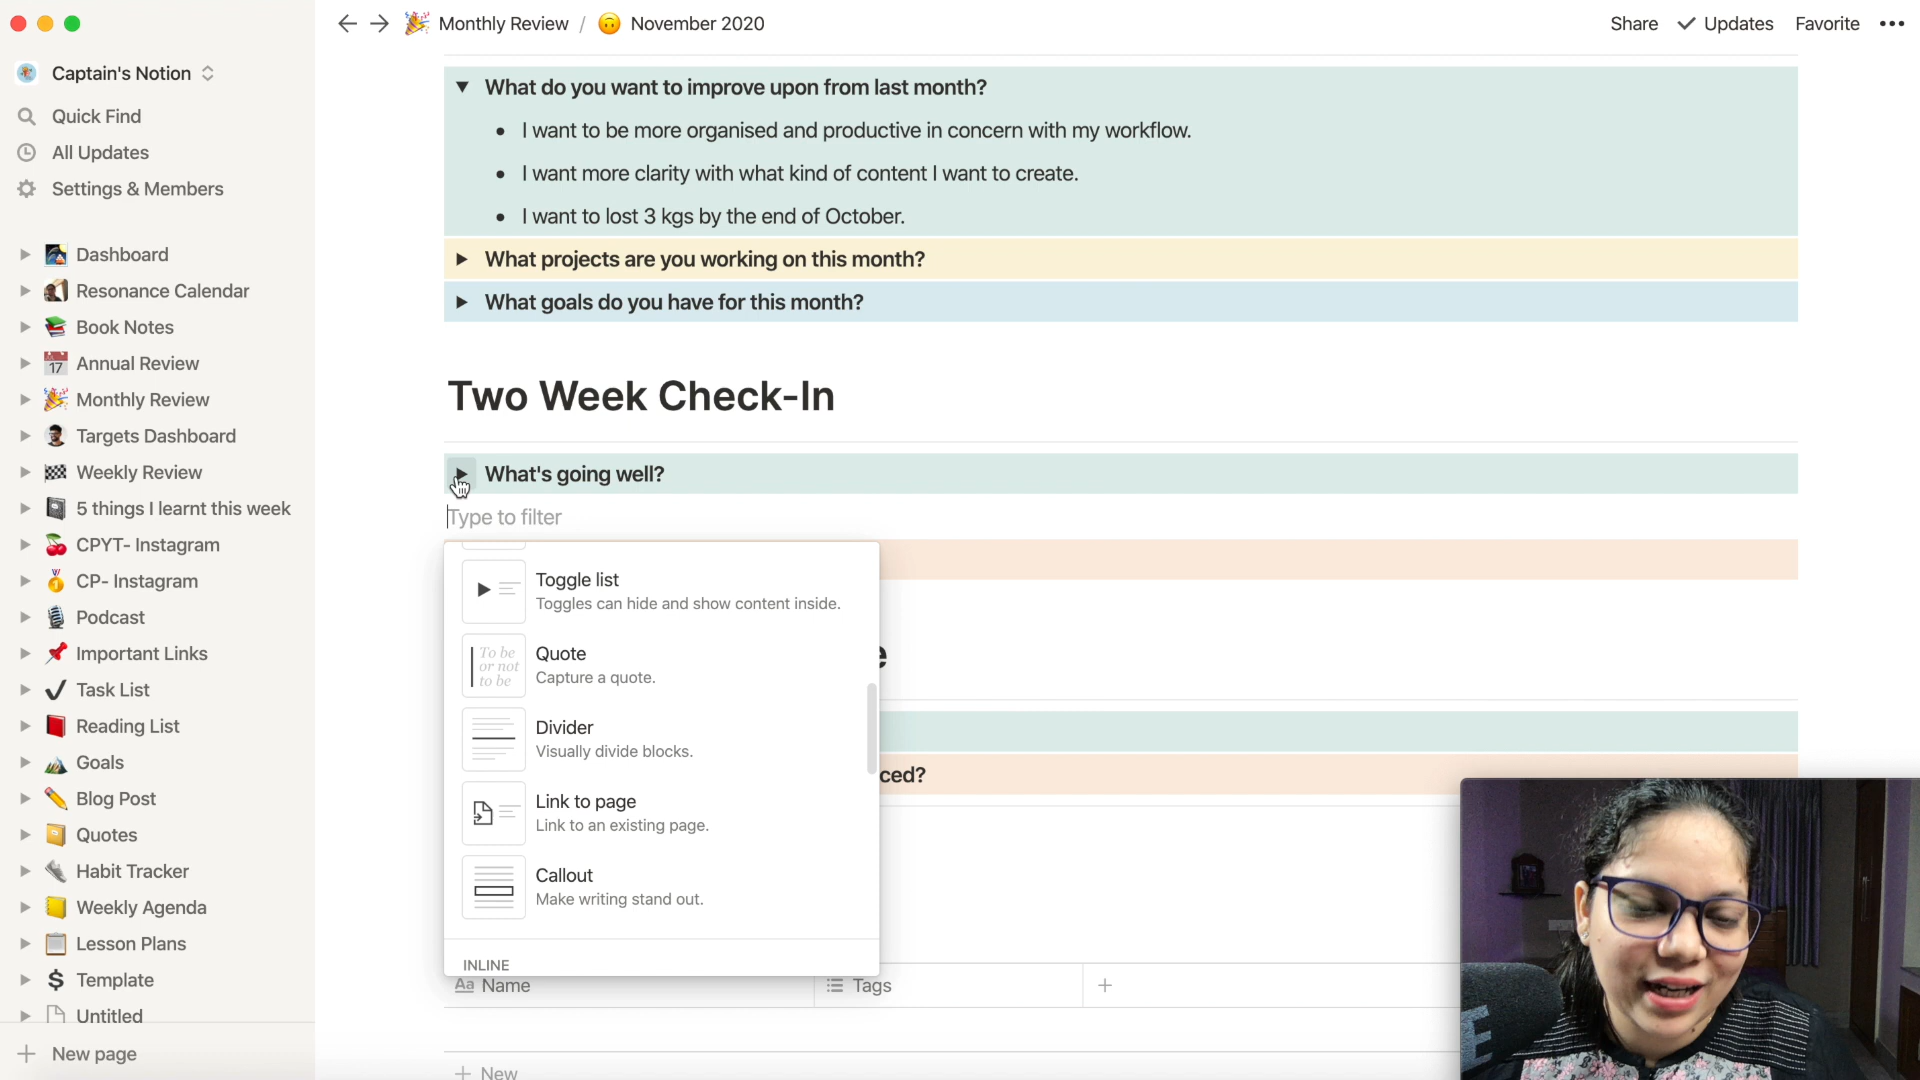 Monthly Review / November 2020
Share Updates Favorite
Captain's Notion
Quick Find
All Updates
Settings & Members
Dashboard
Resonance Calendar
Book Notes
17 Annual Review
Monthly Review
Targets Dashboard
Weekly Review
5 things I learnt this week
CPYT- Instagram
CP- Instagram
Podcast
Important Links
Task List
Reading List
Goals
Blog Post
Quotes
Habit Tracker
Weekly Agenda
Lesson Plans
Template
Untitled
New page
What do you want to improve upon from last month?
I want to be more organised and productive in concern with my workflow.
I want more clarity with what kind of content I want to create.
I want to lost 3 kgs by the end of October.
What projects are you working on this month?
What goals do you have for this month?
Two Week Check-In
What's going well?
Type to filter
Toggle list
Toggles can hide and show content inside.
To be
or not
to be
Quote
Capture a quote.
Divider
Visually divide blocks.
Link to page
Link to an existing page.
Callout
Make writing stand out.
INLINE
e
ced?
Aa Name Tags +
+ New